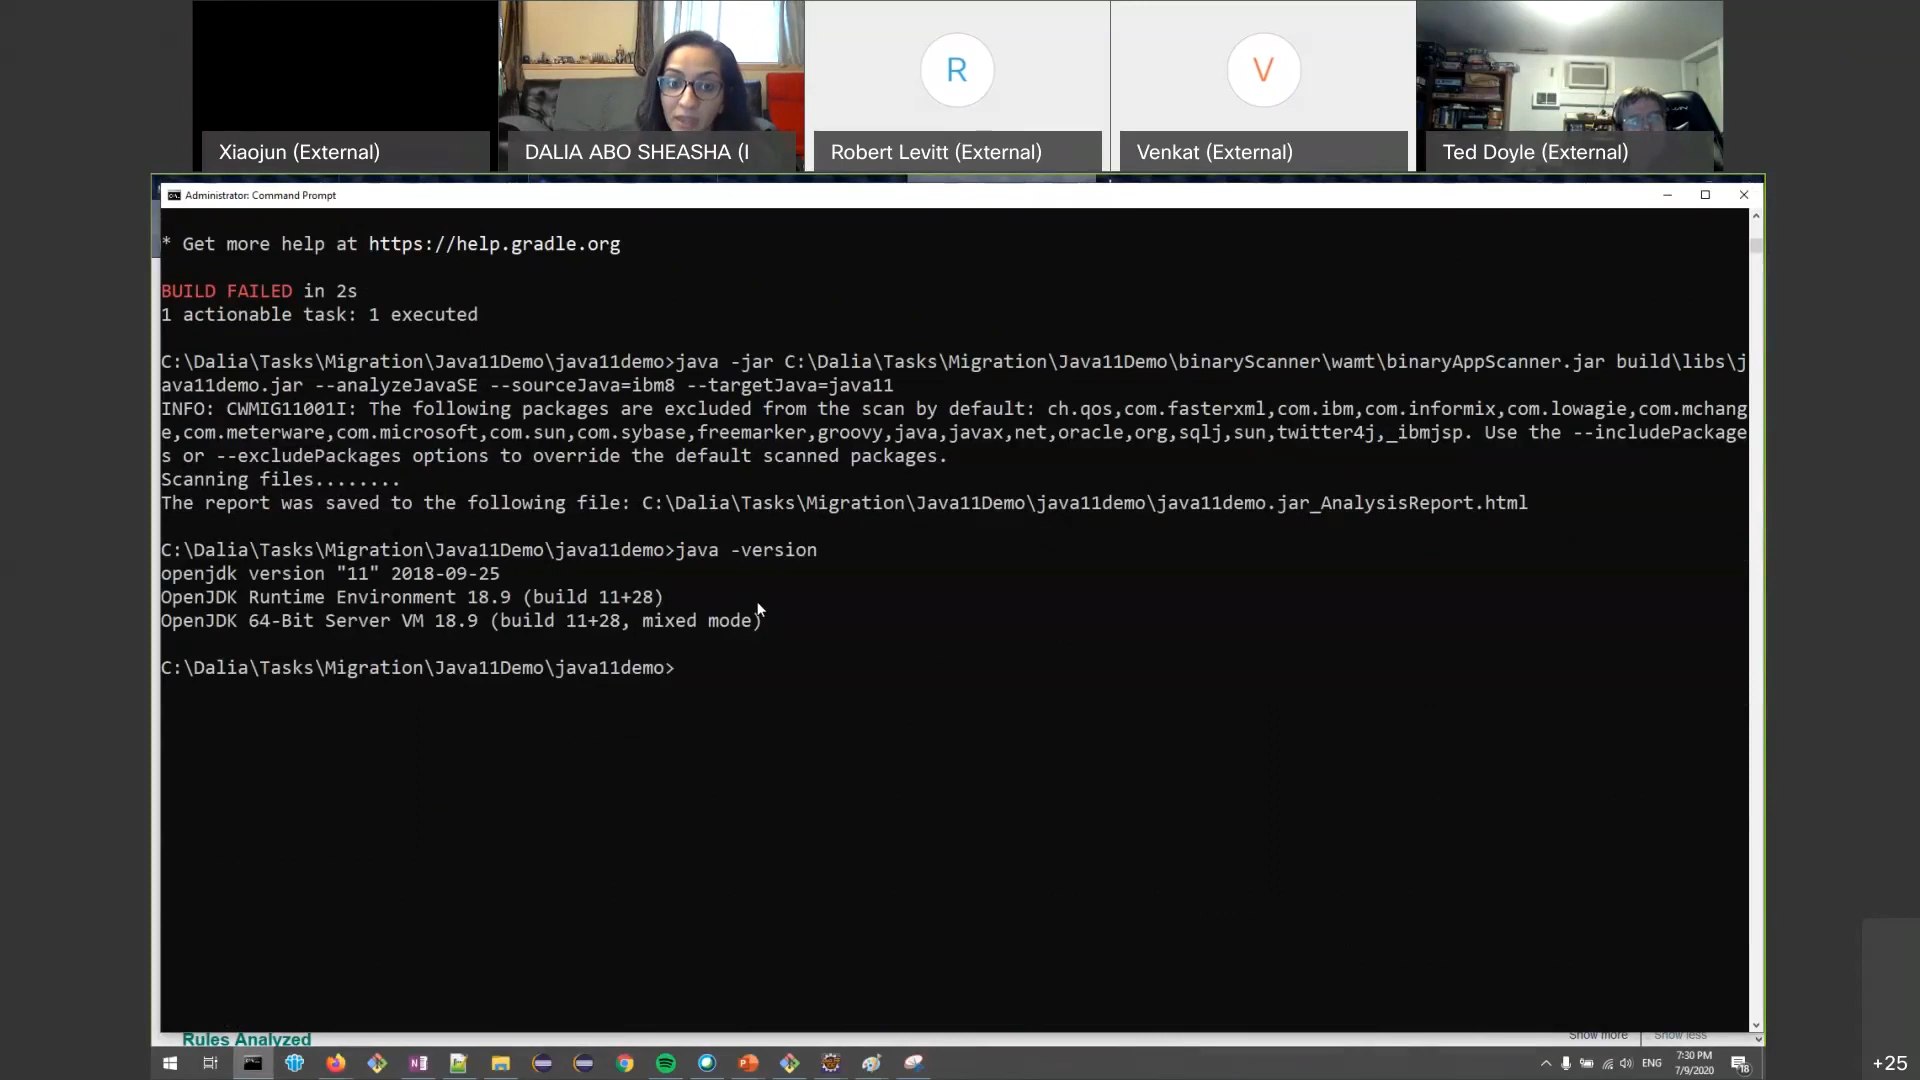 R
V
Xiaojun (External)
DALIA ABO SHEASHA (I
Robert Levitt (External)
Venkat (External)
Ted Doyle (External)
Administrator: Command Prompt
* Get more help at https://help.gradle.org
BUILD FAILED in 2s
1 actionable task: 1 executed
C:\Dalia\Tasks\Migration\Java11Demo\java11demo>java -jar C:\Dalia\Tasks\Migration\Java11Demo\binaryScanner\wamt\binaryAppScanner.jar build\libs\j
ava11demo.jar --analyzeJavaSE --sourceJava=ibm8 --targetJava=java11
INFO: CWMIG11001I: The following packages are excluded from the scan by default: ch.qos,com.fasterxml,com.ibm,com.informix,com.lowagie,com.mchang
e,com.meterware,com.microsoft,com.sun,com.sybase,freemarker,groovy,java,javax,net,oracle,org,sqlj,sun,twitter4j,_ibmjsp. Use the --includePackage
s or --excludePackages options to override the default scanned packages.
Scanning files........
The report was saved to the following file: C:\Dalia\Tasks\Migration\Java11Demo\java11demo\java11demo.jar_AnalysisReport.html
C:\Dalia\Tasks\Migration\Java11Demo\java11demo>java -version
openjdk version "11" 2018-09-25
OpenJDK Runtime Environment 18.9 (build 11+28)
OpenJDK 64-Bit Server VM 18.9 (build 11+28, mixed mode)
C:\Dalia\Tasks\Migration\Java11Demo\java11demo>
Rules Analyzed
Show more
Show less
ENG
7:30 PM
7/9/2020
18
+25